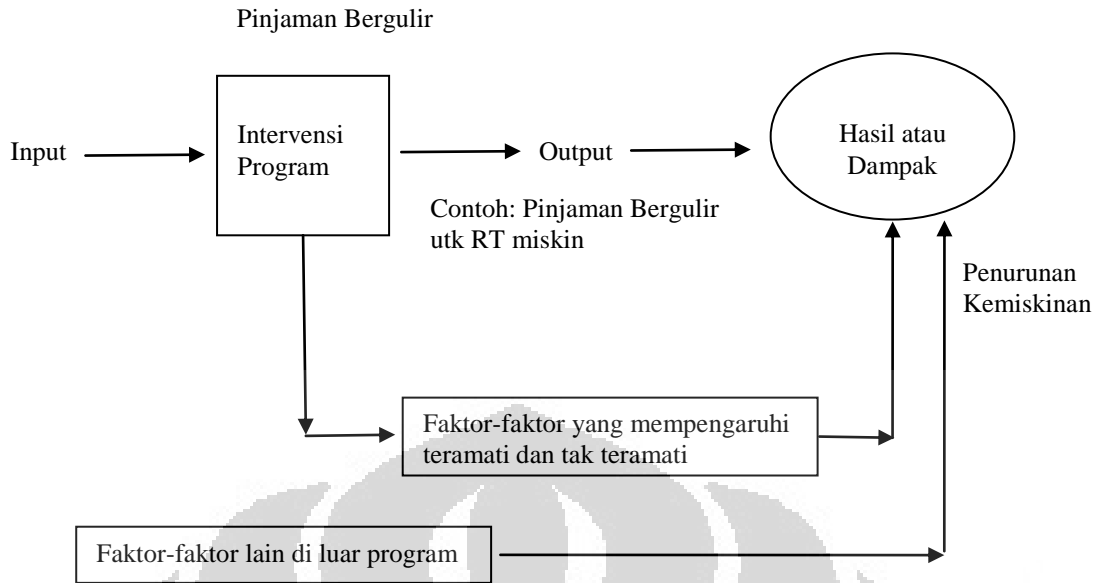 Pinjaman Bergulir
Input
Intervensi
Program
Output
Hasil atau
Dampak
Contoh: Pinjaman Bergulir
utk RT miskin
Penurunan
Kemiskinan
Faktor-faktor yang mempengaruhi
teramati dan tak teramati
Faktor-faktor lain di luar program